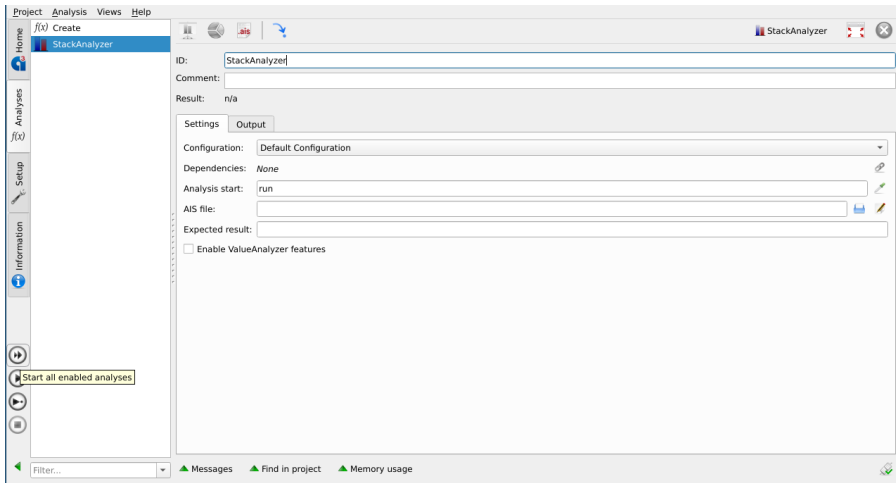 Project Analysis Views Help
Home
Analyses
f(x)
Setup
Information
f(x) Create
StackAnalyzer
.ais
StackAnalyzer
ID: StackAnalyzer
Comment:
Result: n/a
Settings Output
Configuration: Default Configuration
Dependencies: None
Analysis start: run
AIS file:
Expected result:
Enable ValueAnalyzer features
Start all enabled analyses
Filter...
Messages Find in project Memory usage